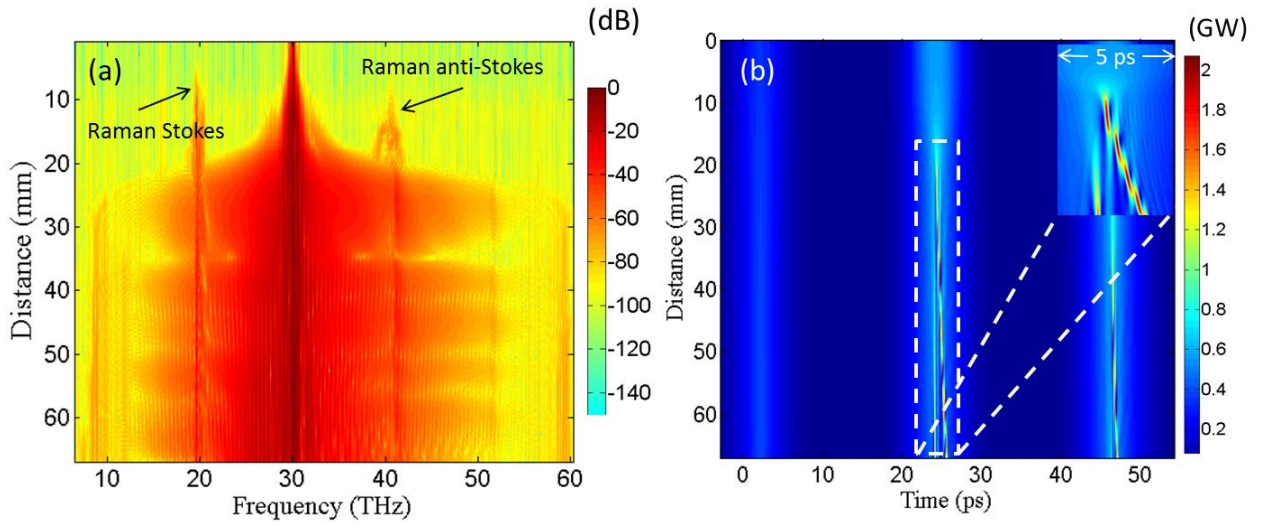 (dB)
(a)
Raman anti-Stokes
Raman Stokes
0
-20
-40
-60
-80
-100
-120
-140
20
30
40
50
60
Distance (mm)
10 20 30 40 50 60
Frequency (THz)
(GW)
(b)
5 ps
2
1.8
1.6
1.4
1.2
1
0.8
0.6
0.4
0.2
0
10
20
30
40
50
60
Distance (mm)
0 10 20 30 40 50
Time (ps)